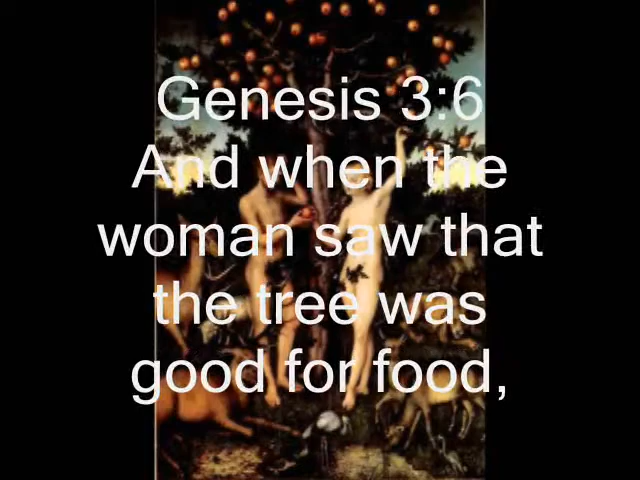 Genesis 3:6
And when the
woman saw that
the tree was
good for food,